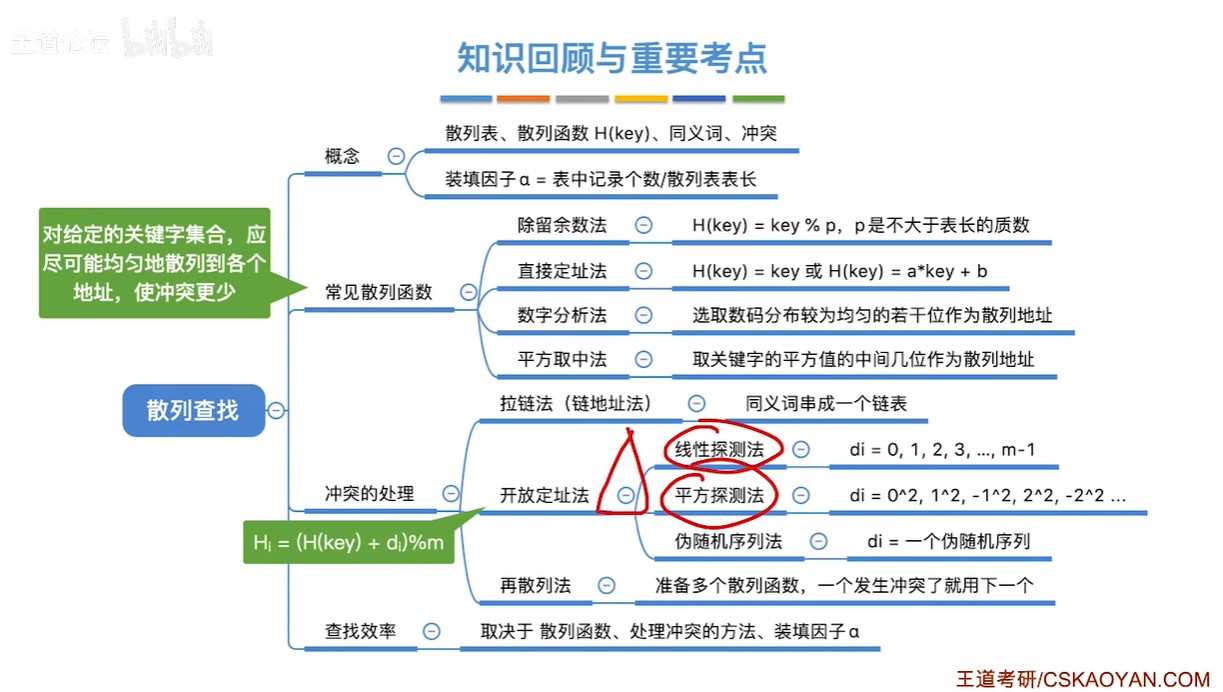 王道论坛 bilibili
知识回顾与重要考点
概念
散列表、散列函数 H(key)、同义词、冲突
装填因子α = 表中记录个数/散列表表长
对给定的关键字集合，应
尽可能均匀地散列到各个
地址，使冲突更少
常见散列函数
除留余数法
H(key) = key % p，p是不大于表长的质数
直接定址法
H(key) = key 或 H(key) = a*key + b
数字分析法
选取数码分布较为均匀的若干位作为散列地址
平方取中法
取关键字的平方值的中间几位作为散列地址
散列查找
冲突的处理
拉链法（链地址法）
同义词串成一个链表
开放定址法
Hᵢ = (H(key) + dᵢ)%m
线性探测法
di = 0, 1, 2, 3, ..., m-1
平方探测法
di = 0^2, 1^2, -1^2, 2^2, -2^2 ...
伪随机序列法
di = 一个伪随机序列
再散列法
准备多个散列函数，一个发生冲突了就用下一个
查找效率
取决于 散列函数、处理冲突的方法、装填因子α
王道考研/CSKAOYAN.COM